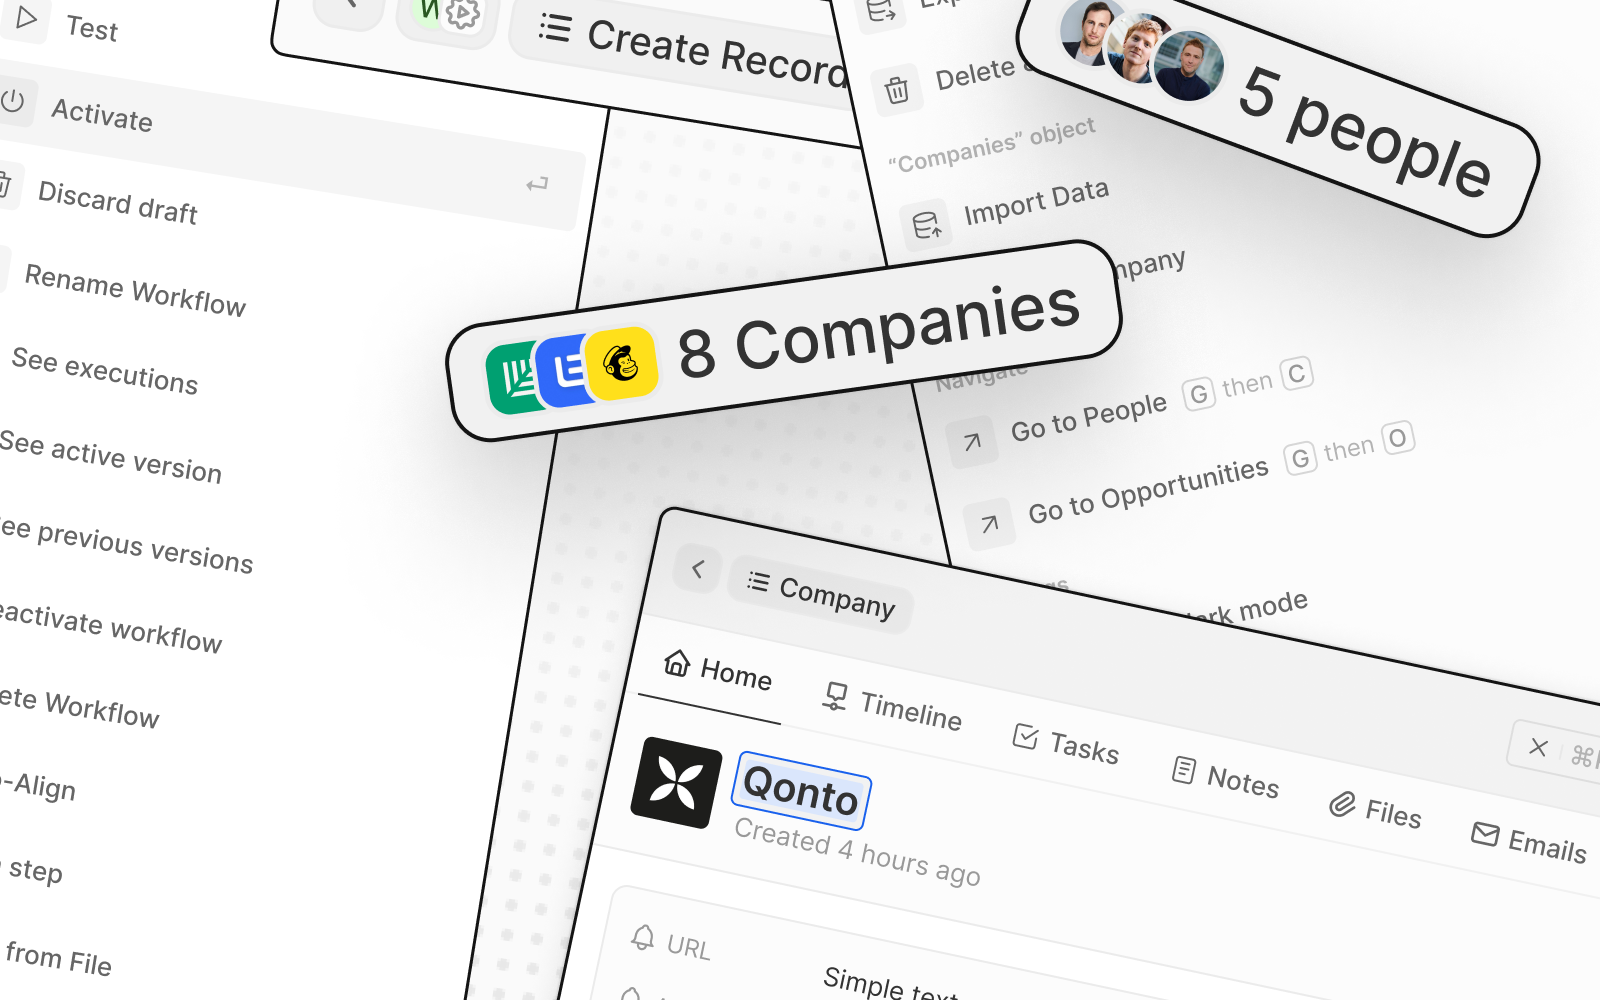 Test
Activate
Discard draft
Rename Workflow
See executions
See active version
ee previous versions
eactivate workflow
ete Workflow
-Align
step
from File
Create Record
Delete
“Companies” object
Import Data
mpany
Navigate
Go to People G then C
Go to Opportunities G then O
gs
ark mode
5 people
8 Companies
Company
Home Timeline Tasks Notes Files Emails
Qonto
Created 4 hours ago
URL
Simple text